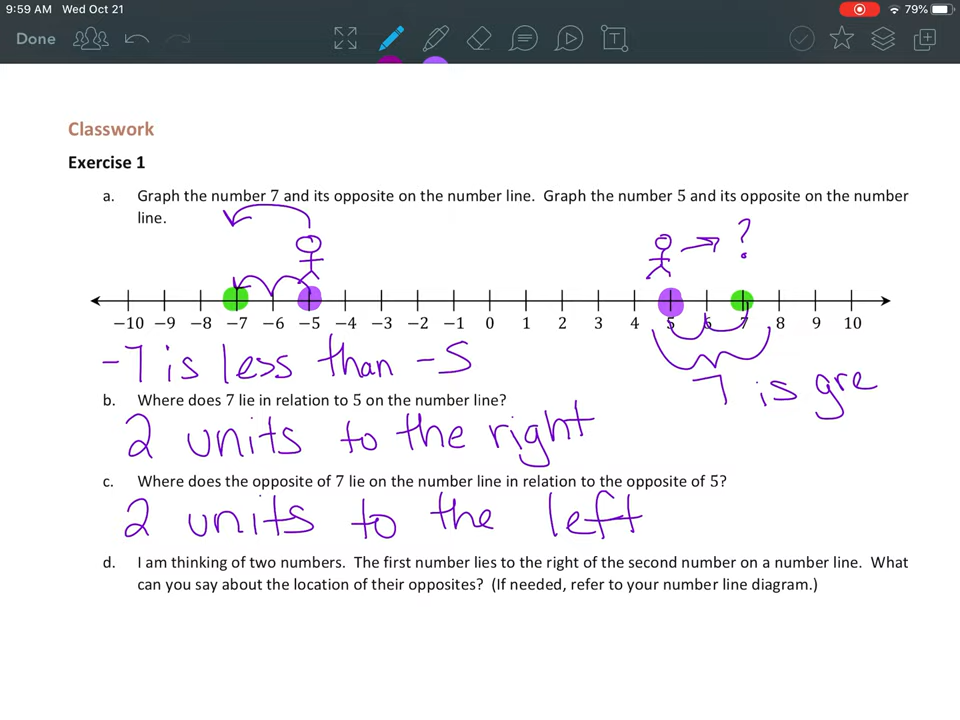 9:59 AM Wed Oct 21 79%
Done T
Classwork
Exercise 1
a. Graph the number 7 and its opposite on the number line. Graph the number 5 and its opposite on the number
line.
?
−10 −9 −8 −7 −6 −5 −4 −3 −2 −1 0 1 2 3 4 5 6 7 8 9 10
-7 is less than -5
7 is gre
b. Where does 7 lie in relation to 5 on the number line?
2 units to the right
c. Where does the opposite of 7 lie on the number line in relation to the opposite of 5?
2 units to the left
d. I am thinking of two numbers. The first number lies to the right of the second number on a number line. What
can you say about the location of their opposites? (If needed, refer to your number line diagram.)